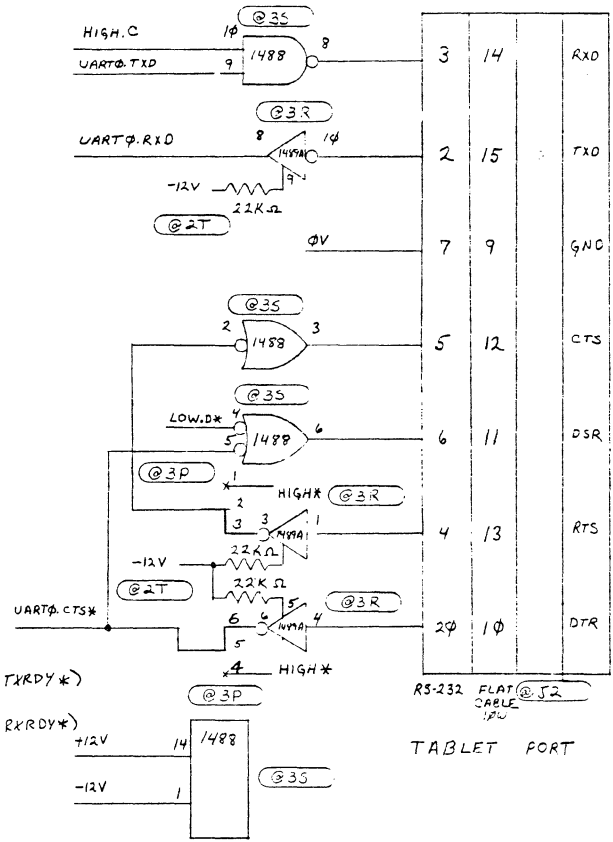 @3S
HIGH.C 1Ø
1488 8 3 14 RXD
UARTØ.TXD 9
@3R
UARTØ.RXD 8 1489A 1Ø 2 15 TXD
-12V 9
22KΩ
@2T
ØV 7 9 GND
@3S
2 1488 3 5 12 CTS
@3S
LOW.D* 4
5 1488 6 6 11 DSR
@3P
1 HIGH* @3R
2
3 3 1489A 1 4 13 RTS
-12V 22KΩ
@2T 22KΩ
UARTØ.CTS* 6 6 5 1489A 4 @3R 2Ø 1Ø DTR
5
4 HIGH*
TXRDY*)
@3P
RS-232 FLAT CABLE 1ØW @J2
RXRDY*)
+12V 14 1488
TABLET PORT
@3S
-12V 1